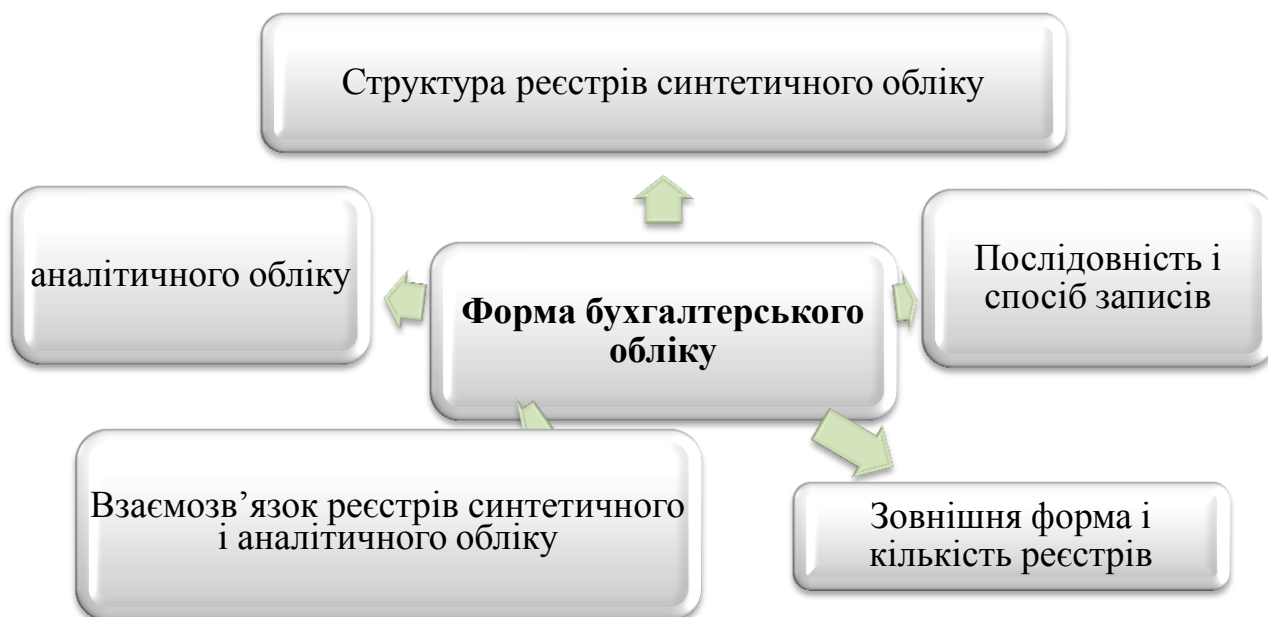 Структура реєстрів синтетичного обліку
аналітичного обліку
Форма бухгалтерського
обліку
Послідовність і
спосіб записів
Взаємозв’язок реєстрів синтетичного
і аналітичного обліку
Зовнішня форма і
кількість реєстрів